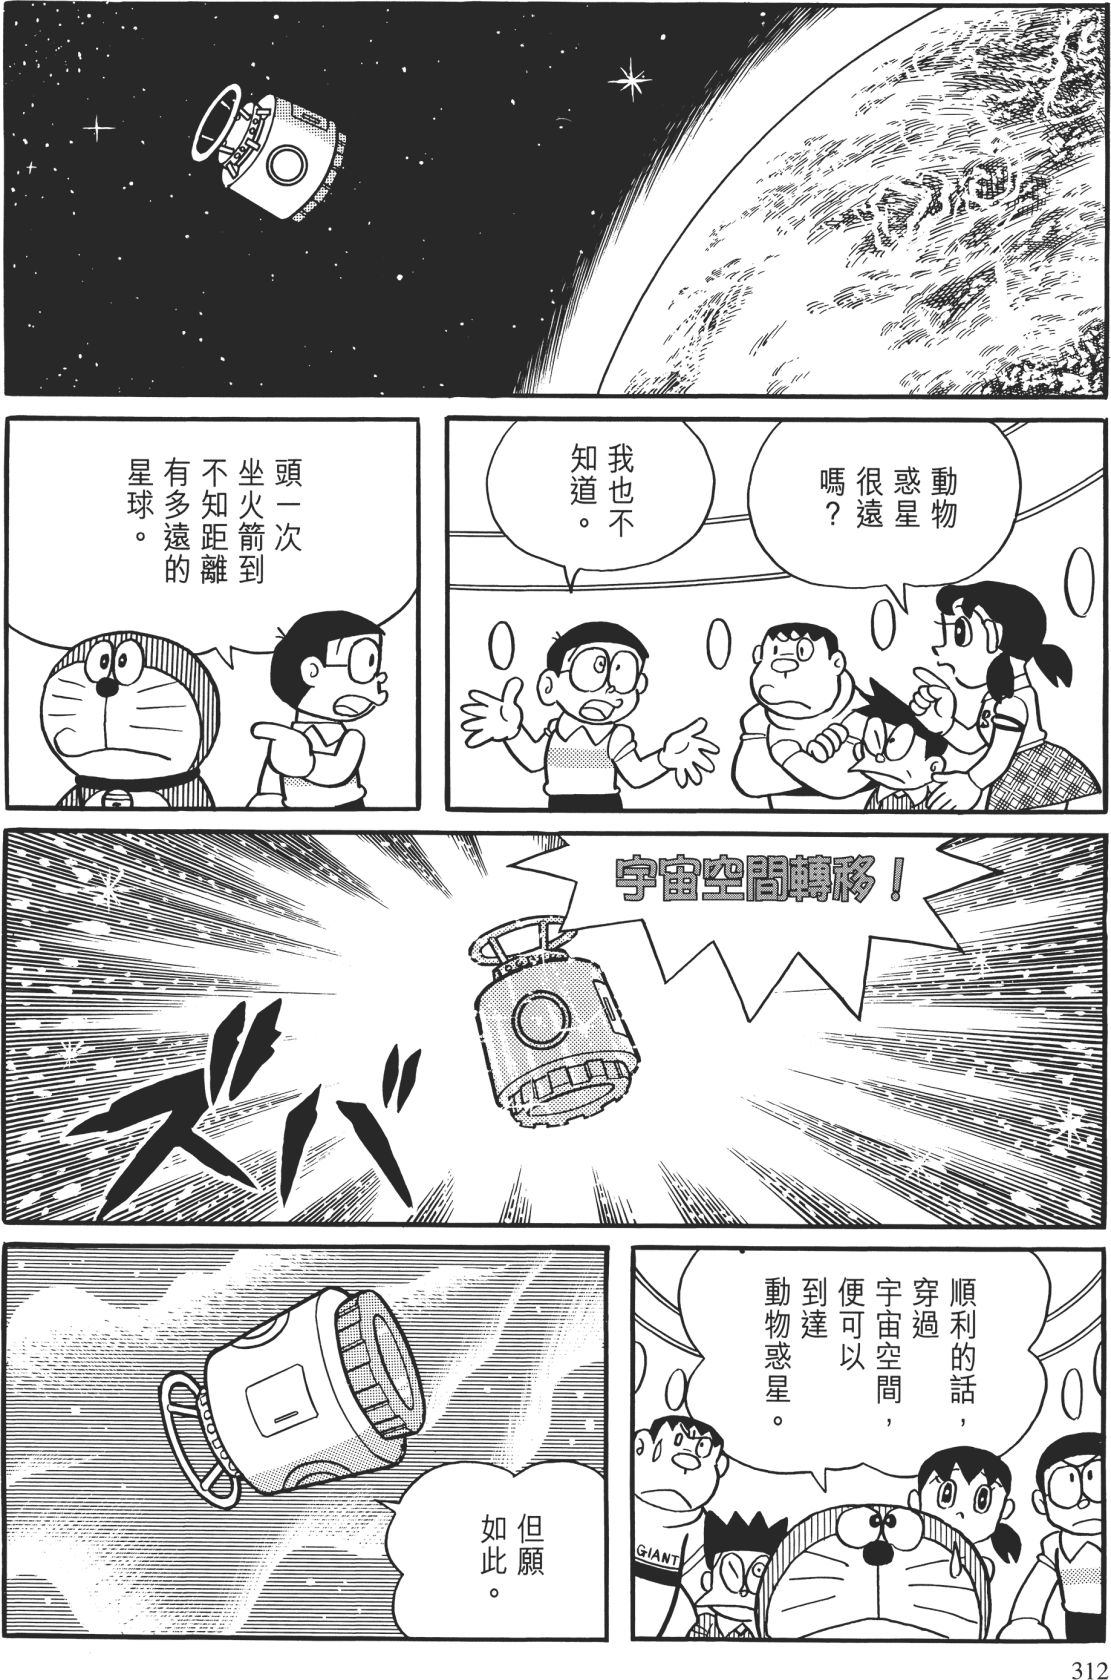 動物
惑星
很遠
嗎？
我也不
知道。
頭一次
坐火箭到
不知距離
有多遠的
星球。
宇宙空間轉移！
ズバ
順利的話，
穿過
宇宙空間，
便可以
到達
動物惑星。
GIANT
但願
如此。
312